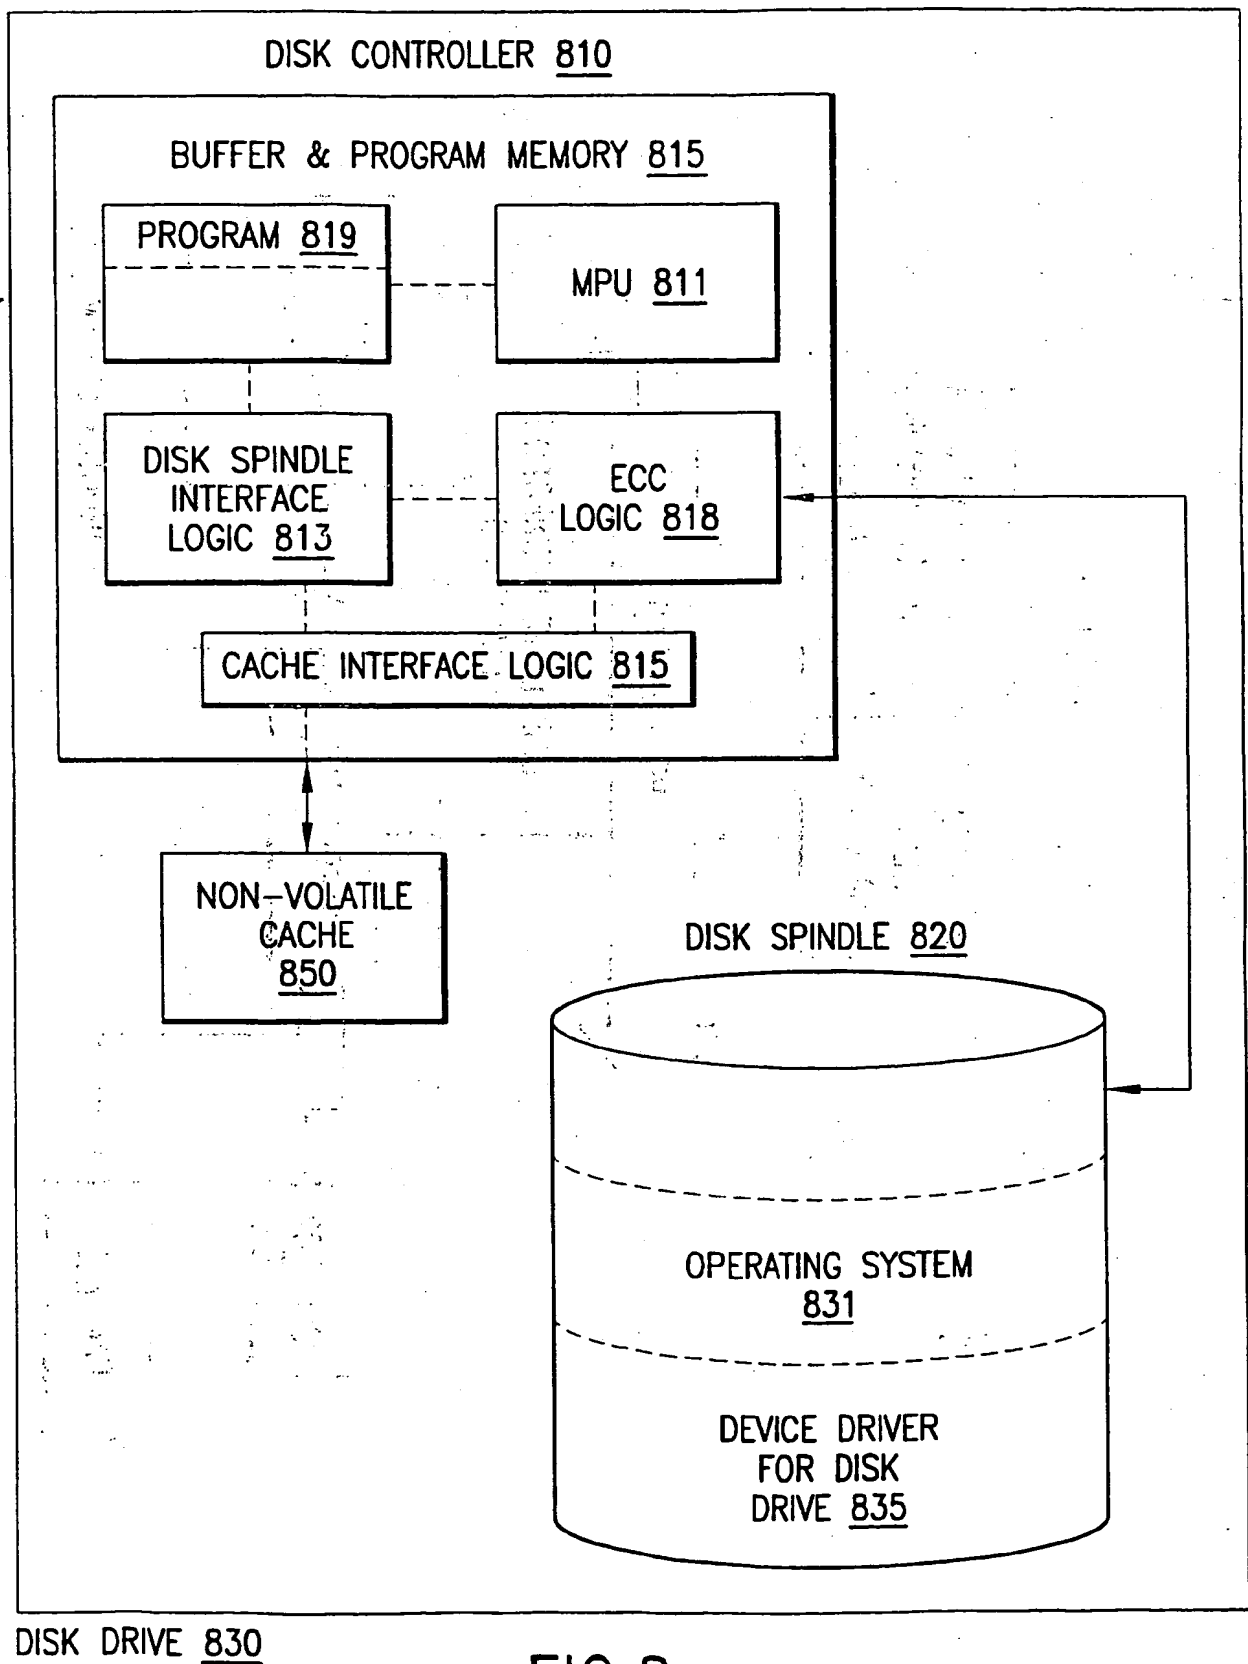 DISK CONTROLLER 810
BUFFER & PROGRAM MEMORY 815
PROGRAM 819
MPU 811
DISK SPINDLE
INTERFACE
LOGIC 813
ECC
LOGIC 818
CACHE INTERFACE LOGIC 815
NON-VOLATILE
CACHE
850
DISK SPINDLE 820
OPERATING SYSTEM
831
DEVICE DRIVER
FOR DISK
DRIVE 835
DISK DRIVE 830